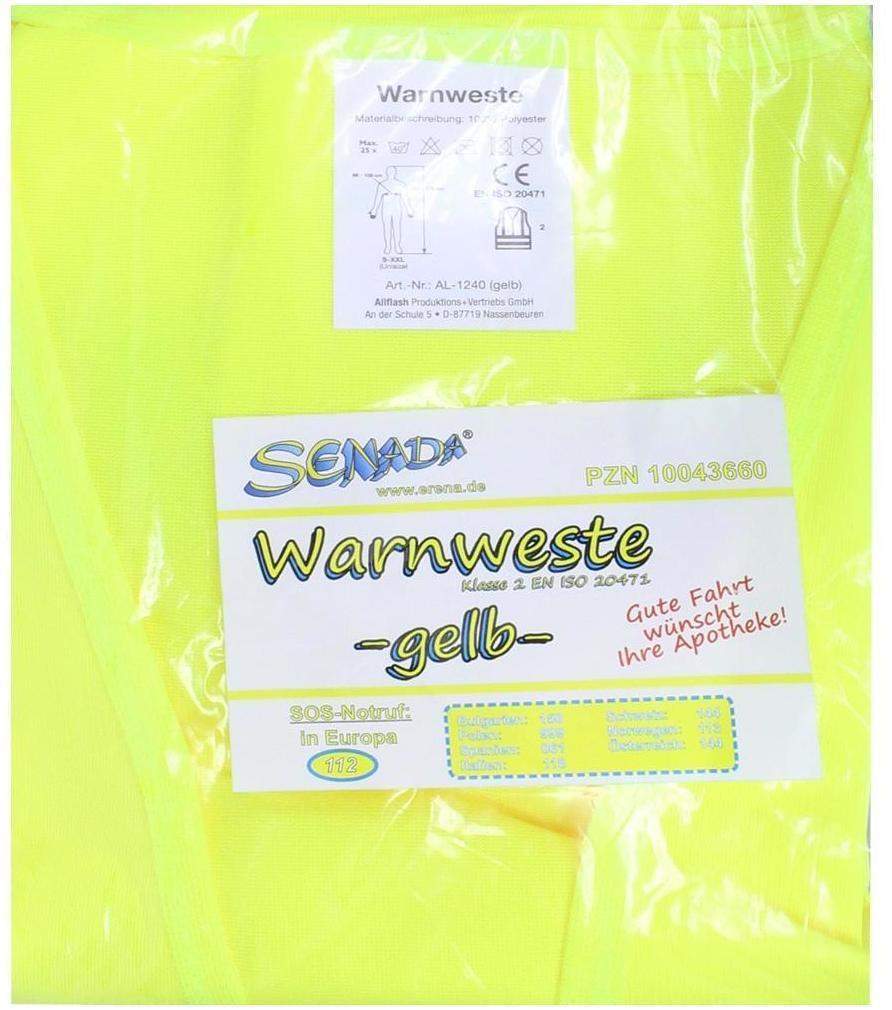 Warnweste
Materialbeschreibung: 100% Polyester
Max.
25 x
40°
CE
EN ISO 20471
2
S-XXL
(Unisize)
Art.-Nr.: AL-1240 (gelb)
Allflash Produktions+Vertriebs GmbH
An der Schule 5 • D-87719 Nassenbeuren
SENADA®
www.erena.de
PZN 10043660
Warnweste
Klasse 2 EN ISO 20471
-gelb-
Gute Fahrt
wünscht
Ihre Apotheke!
SOS-Notruf:
in Europa
112
Bulgarien: 150
Polen: 999
Spanien: 061
Italien: 118
Schweiz: 144
Norwegen: 113
Österreich: 144